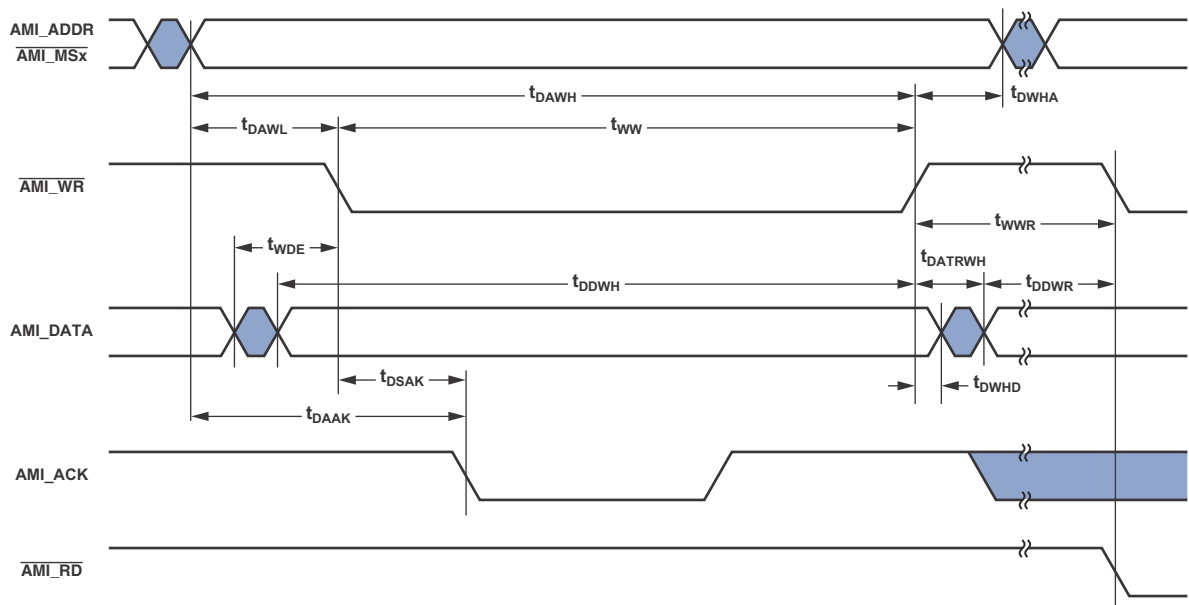 AMI_ADDR
AMI_MSx
tDAWH
tDWHA
tDAWL
tWW
AMI_WR
tWWR
tWDE
tDATRWH
tDDWH
tDDWR
AMI_DATA
tDSAK
tDWHD
tDAAK
AMI_ACK
AMI_RD